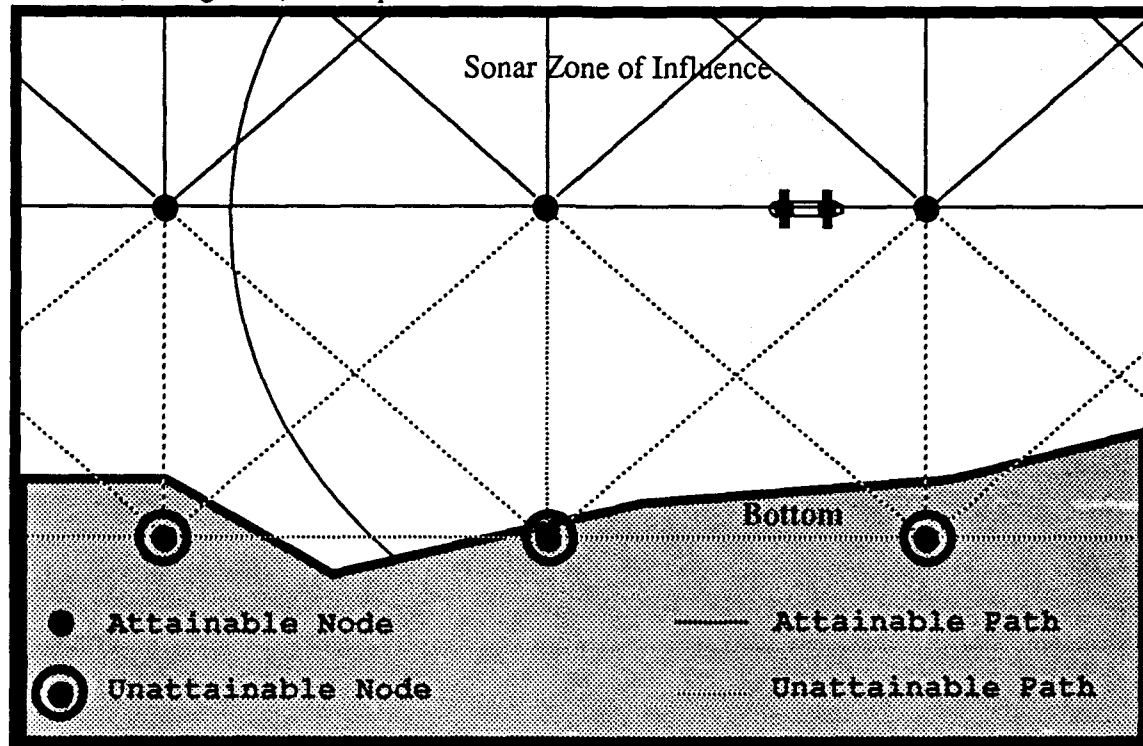 Sonar Zone of Influence
Bottom
Attainable Node
Attainable Path
Unattainable Node
Unattainable Path